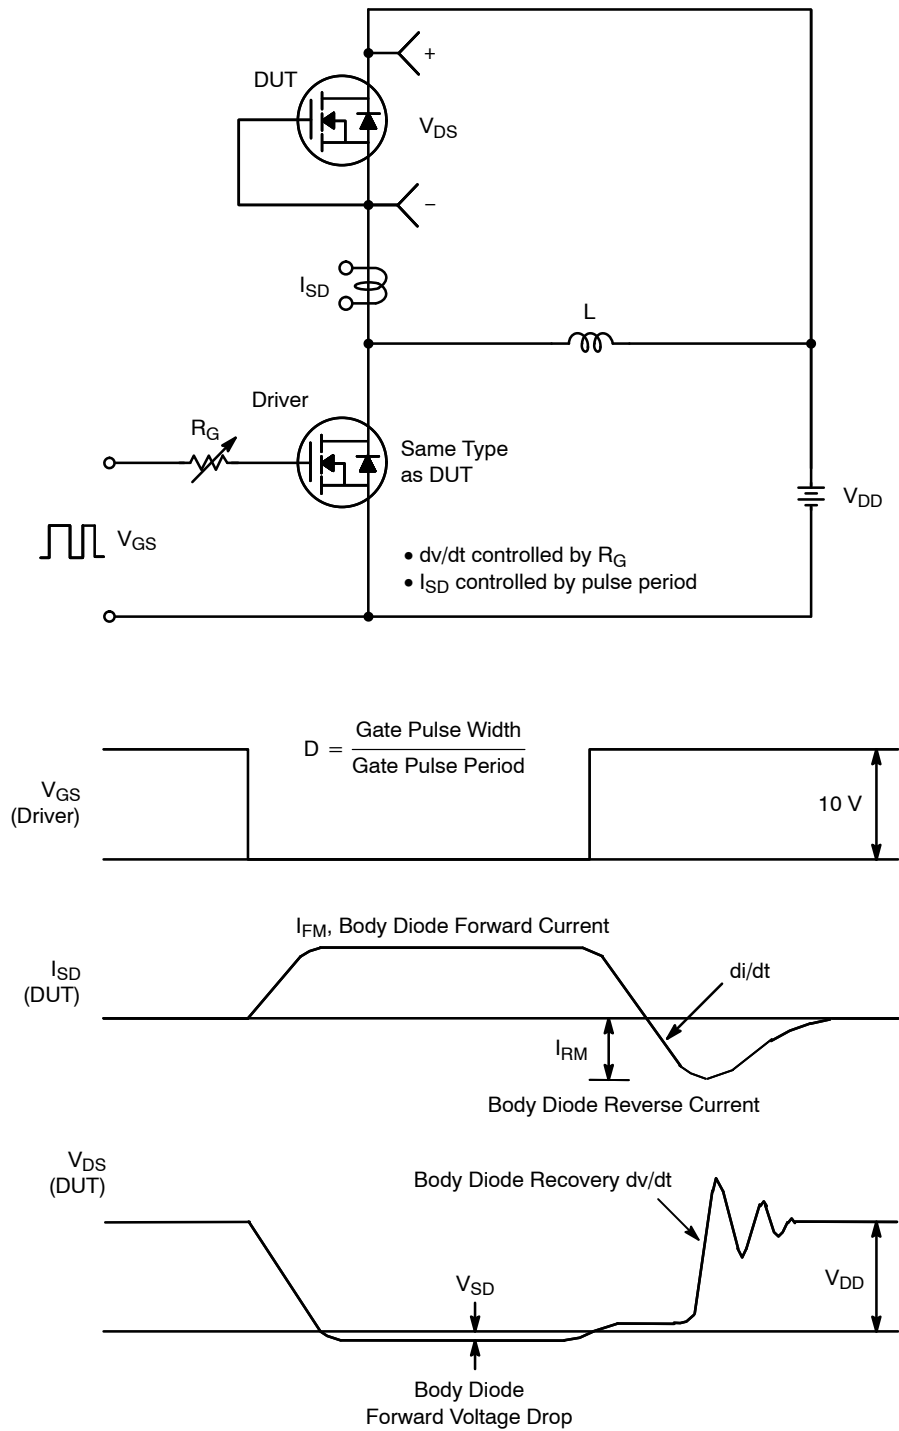 +
DUT
V_DS
−
I_SD
L
Driver
R_G
Same Type
as DUT
V_DD
V_GS
• dv/dt controlled by R_G
• I_SD controlled by pulse period
D = Gate Pulse Width
Gate Pulse Period
V_GS
(Driver)
10 V
I_FM, Body Diode Forward Current
I_SD
(DUT)
di/dt
I_RM
Body Diode Reverse Current
V_DS
(DUT)
Body Diode Recovery dv/dt
V_SD
V_DD
Body Diode
Forward Voltage Drop